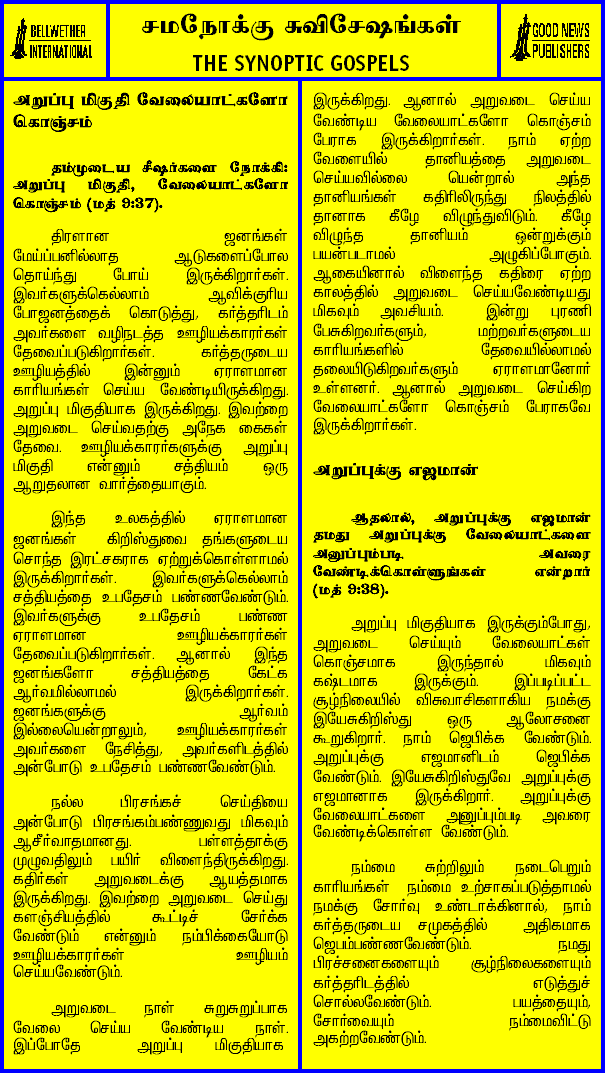 BELLWETHER
INTERNATIONAL
சமநோக்கு சுவிசேஷங்கள்
THE SYNOPTIC GOSPELS
GOOD NEWS
PUBLISHERS
அறுப்பு மிகுதி வேலையாட்களோ
கொஞ்சம்
தம்முடைய சீஷர்களை நோக்கி:
அறுப்பு மிகுதி, வேலையாட்களோ
கொஞ்சம் (மத் 9:37).
திரளான ஜனங்கள்
மேய்ப்பனில்லாத ஆடுகளைப்போல
தொய்ந்து போய் இருக்கிறார்கள்.
இவர்களுக்கெல்லாம் ஆவிக்குரிய
போஜனத்தைக் கொடுத்து, கர்த்தரிடம்
அவர்களை வழிநடத்த ஊழியக்காரர்கள்
தேவைப்படுகிறார்கள். கர்த்தருடைய
ஊழியத்தில் இன்னும் ஏராளமான
காரியங்கள் செய்ய வேண்டியிருக்கிறது.
அறுப்பு மிகுதியாக இருக்கிறது. இவற்றை
அறுவடை செய்வதற்கு அநேக கைகள்
தேவை. ஊழியக்காரர்களுக்கு அறுப்பு
மிகுதி என்னும் சத்தியம் ஒரு
ஆறுதலான வார்த்தையாகும்.
இந்த உலகத்தில் ஏராளமான
ஜனங்கள் கிறிஸ்துவை தங்களுடைய
சொந்த இரட்சகராக ஏற்றுக்கொள்ளாமல்
இருக்கிறார்கள். இவர்களுக்கெல்லாம்
சத்தியத்தை உபதேசம் பண்ணவேண்டும்.
இவர்களுக்கு உபதேசம் பண்ண
ஏராளமான ஊழியக்காரர்கள்
தேவைப்படுகிறார்கள். ஆனால் இந்த
ஜனங்களோ சத்தியத்தை கேட்க
ஆர்வமில்லாமல் இருக்கிறார்கள்.
ஜனங்களுக்கு ஆர்வம்
இல்லையென்றாலும், ஊழியக்காரர்கள்
அவர்களை நேசித்து, அவர்களிடத்தில்
அன்போடு உபதேசம் பண்ணவேண்டும்.
நல்ல பிரசங்கச் செய்தியை
அன்போடு பிரசங்கம்பண்ணுவது மிகவும்
ஆசீர்வாதமானது. பள்ளத்தாக்கு
முழுவதிலும் பயிர் விளைந்திருக்கிறது.
கதிர்கள் அறுவடைக்கு ஆயத்தமாக
இருக்கிறது. இவற்றை அறுவடை செய்து
களஞ்சியத்தில் கூட்டிச் சேர்க்க
வேண்டும் என்னும் நம்பிக்கையோடு
ஊழியக்காரர்கள் ஊழியம்
செய்யவேண்டும்.
அறுவடை நாள் சுறுசுறுப்பாக
வேலை செய்ய வேண்டிய நாள்.
இப்போதே அறுப்பு மிகுதியாக
இருக்கிறது. ஆனால் அறுவடை செய்ய
வேண்டிய வேலையாட்களோ கொஞ்சம்
பேராக இருக்கிறார்கள். நாம் ஏற்ற
வேளையில் தானியத்தை அறுவடை
செய்யவில்லை யென்றால் அந்த
தானியங்கள் கதிரிலிருந்து நிலத்தில்
தானாக கீழே விழுந்துவிடும். கீழே
விழுந்த தானியம் ஒன்றுக்கும்
பயன்படாமல் அழுகிப்போகும்.
ஆகையினால் விளைந்த கதிரை ஏற்ற
காலத்தில் அறுவடை செய்யவேண்டியது
மிகவும் அவசியம். இன்று புரணி
பேசுகிறவர்களும், மற்றவர்களுடைய
காரியங்களில் தேவையில்லாமல்
தலையிடுகிறவர்களும் ஏராளமானோர்
உள்ளனர். ஆனால் அறுவடை செய்கிற
வேலையாட்களோ கொஞ்சம் பேராகவே
இருக்கிறார்கள்.
அறுப்புக்கு எஜமான்
ஆதலால், அறுப்புக்கு எஜமான்
தமது அறுப்புக்கு வேலையாட்களை
அனுப்பும்படி அவரை
வேண்டிக்கொள்ளுங்கள் என்றார்
(மத் 9:38).
அறுப்பு மிகுதியாக இருக்கும்போது,
அறுவடை செய்யும் வேலையாட்கள்
கொஞ்சமாக இருந்தால் மிகவும்
கஷ்டமாக இருக்கும். இப்படிப்பட்ட
சூழ்நிலையில் விசுவாசிகளாகிய நமக்கு
இயேசுகிறிஸ்து ஒரு ஆலோசனை
கூறுகிறார். நாம் ஜெபிக்க வேண்டும்.
அறுப்புக்கு எஜமானிடம் ஜெபிக்க
வேண்டும். இயேசுகிறிஸ்துவே அறுப்புக்கு
எஜமானாக இருக்கிறார். அறுப்புக்கு
வேலையாட்களை அனுப்பும்படி அவரை
வேண்டிக்கொள்ள வேண்டும்.
நம்மை சுற்றிலும் நடைபெறும்
காரியங்கள் நம்மை உற்சாகப்படுத்தாமல்
நமக்கு சோர்வு உண்டாக்கினால், நாம்
கர்த்தருடைய சமுகத்தில் அதிகமாக
ஜெபம்பண்ணவேண்டும். நமது
பிரச்சனைகளையும் சூழ்நிலைகளையும்
கர்த்தரிடத்தில் எடுத்துச்
சொல்லவேண்டும். பயத்தையும்,
சோர்வையும் நம்மைவிட்டு
அகற்றவேண்டும்.